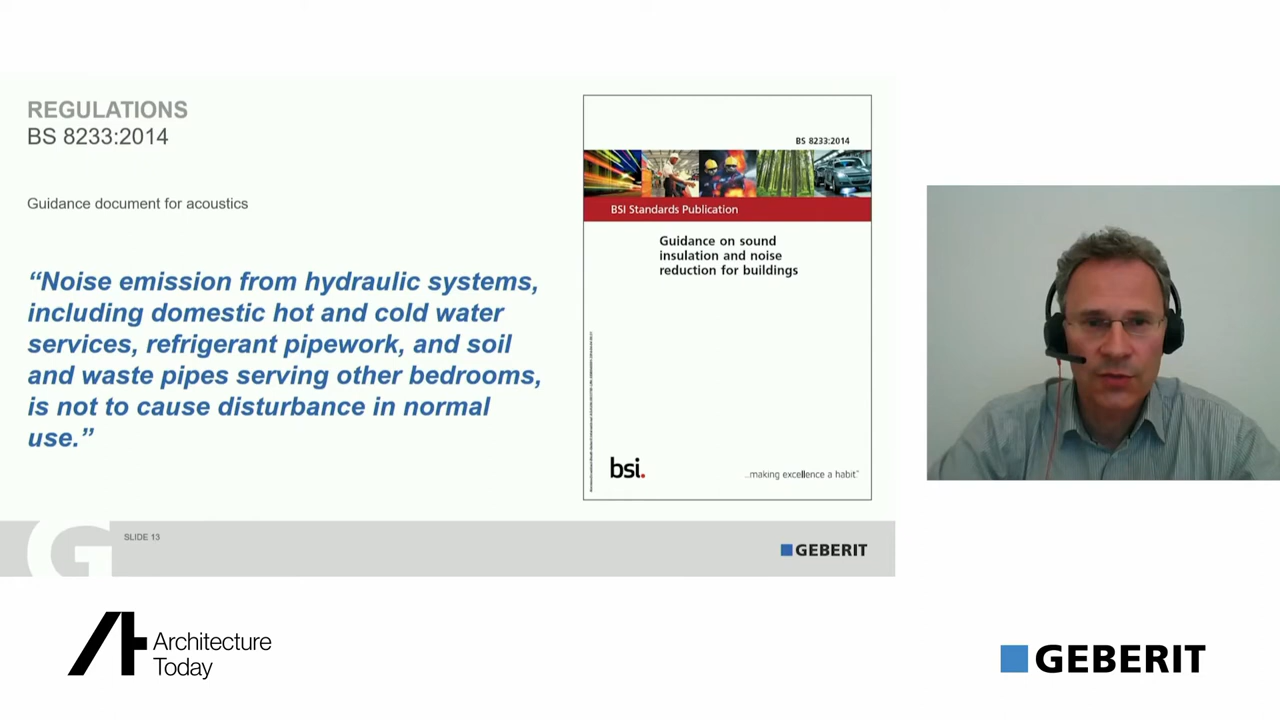 REGULATIONS
BS 8233:2014
Guidance document for acoustics
“Noise emission from hydraulic systems,
including domestic hot and cold water
services, refrigerant pipework, and soil
and waste pipes serving other bedrooms,
is not to cause disturbance in normal
use.”
BS 8233:2014
BSI Standards Publication
Guidance on sound
insulation and noise
reduction for buildings
bsi.
...making excellence a habit.™
SLIDE 13
GEBERIT
Architecture
Today
GEBERIT